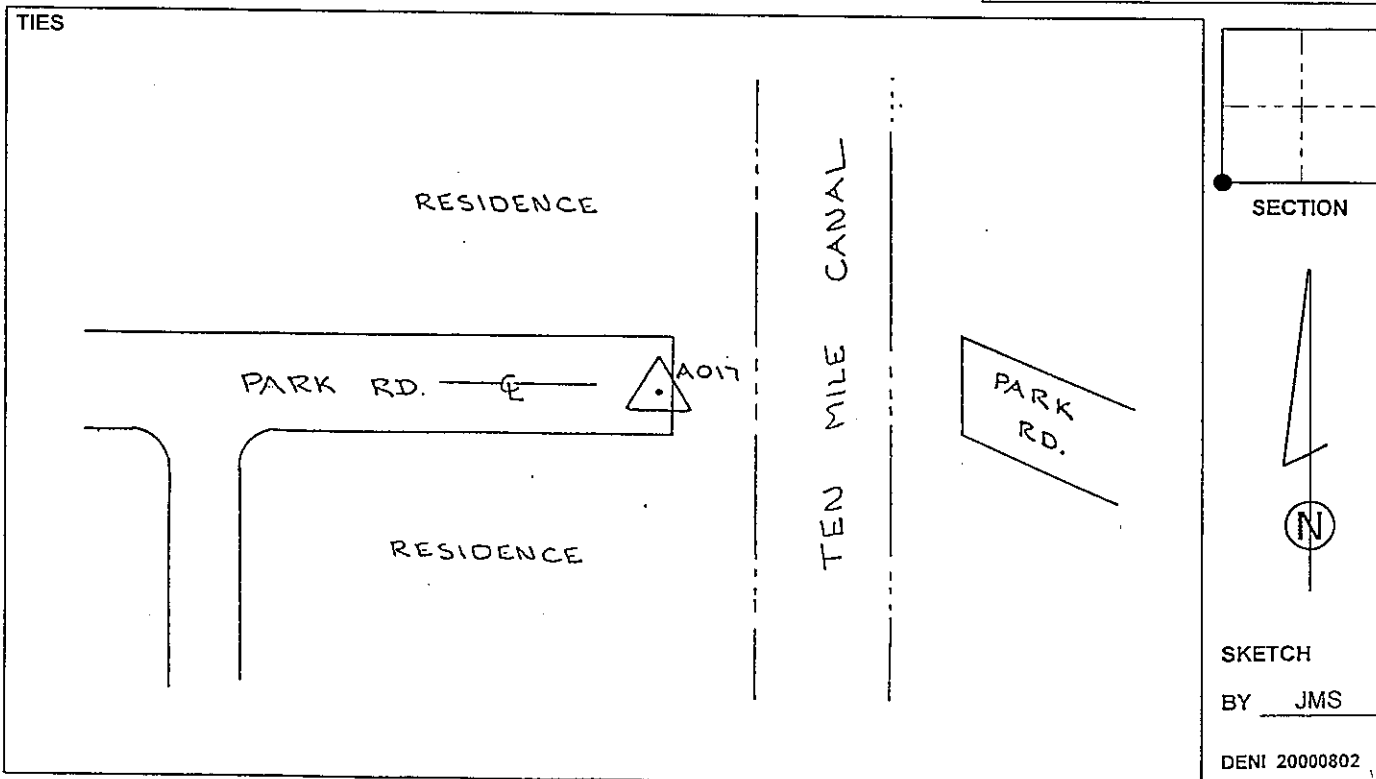 TIES
RESIDENCE
PARK RD. ℄
A017
RESIDENCE
TEN MILE CANAL
PARK
RD.
SECTION
N
SKETCH
BY JMS
DENI 20000802